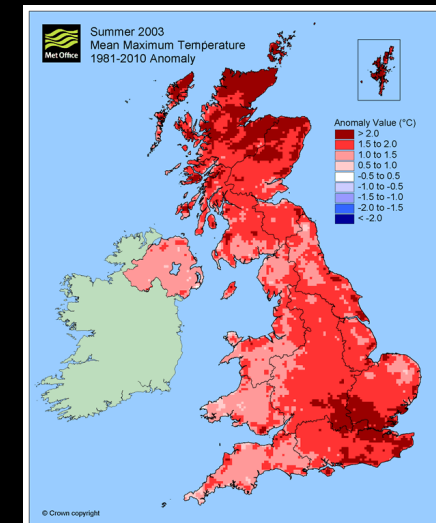 Met Office
Summer 2003
Mean Maximum Temperature
1981-2010 Anomaly
Anomaly Value (°C)
> 2.0
1.5 to 2.0
1.0 to 1.5
0.5 to 1.0
-0.5 to 0.5
-1.0 to -0.5
-1.5 to -1.0
-2.0 to -1.5
< -2.0
© Crown copyright